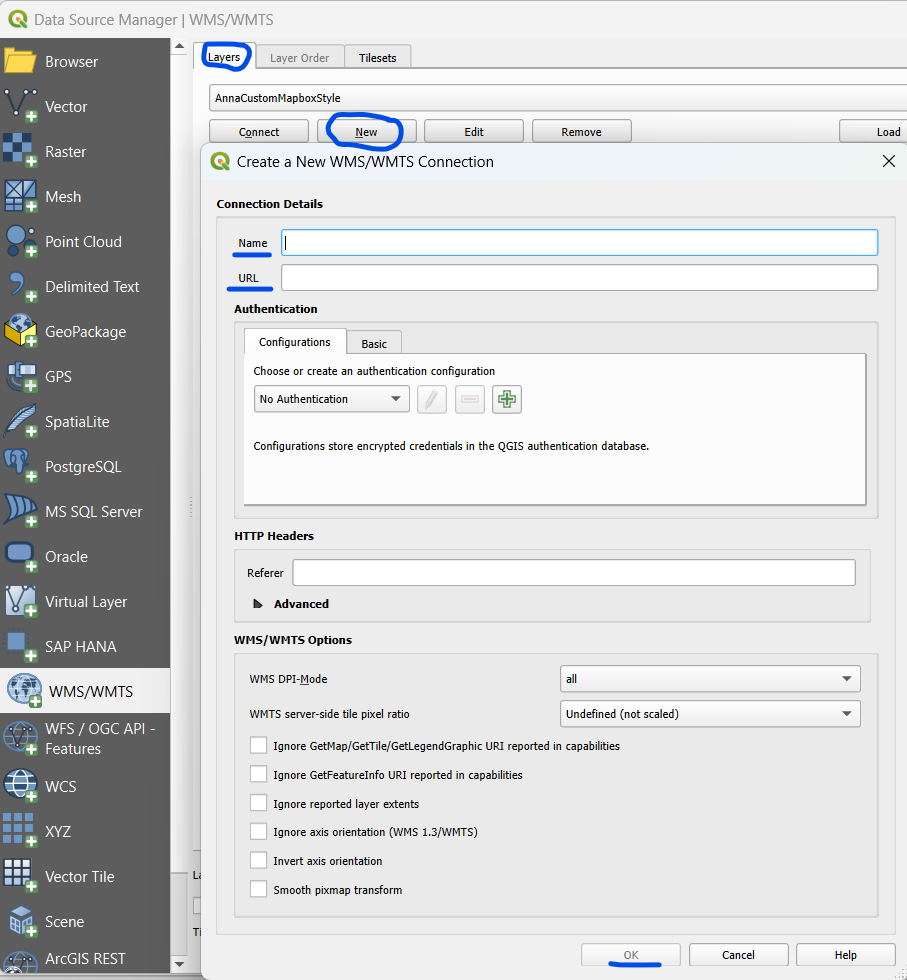 Data Source Manager | WMS/WMTS
Browser
Vector
Raster
Mesh
Point Cloud
Delimited Text
GeoPackage
GPS
SpatiaLite
PostgreSQL
MS SQL Server
Oracle
Virtual Layer
SAP HANA
WMS/WMTS
WFS / OGC API -
Features
WCS
XYZ
Vector Tile
Scene
ArcGIS REST
Layers Layer Order Tilesets
AnnaCustomMapboxStyle
Connect New Edit Remove Load
Create a New WMS/WMTS Connection
Connection Details
Name
URL
Authentication
Configurations Basic
Choose or create an authentication configuration
No Authentication
Configurations store encrypted credentials in the QGIS authentication database.
HTTP Headers
Referer
Advanced
WMS/WMTS Options
WMS DPI-Mode all
WMTS server-side tile pixel ratio Undefined (not scaled)
Ignore GetMap/GetTile/GetLegendGraphic URI reported in capabilities
Ignore GetFeatureInfo URI reported in capabilities
Ignore reported layer extents
Ignore axis orientation (WMS 1.3/WMTS)
Invert axis orientation
Smooth pixmap transform
OK Cancel Help